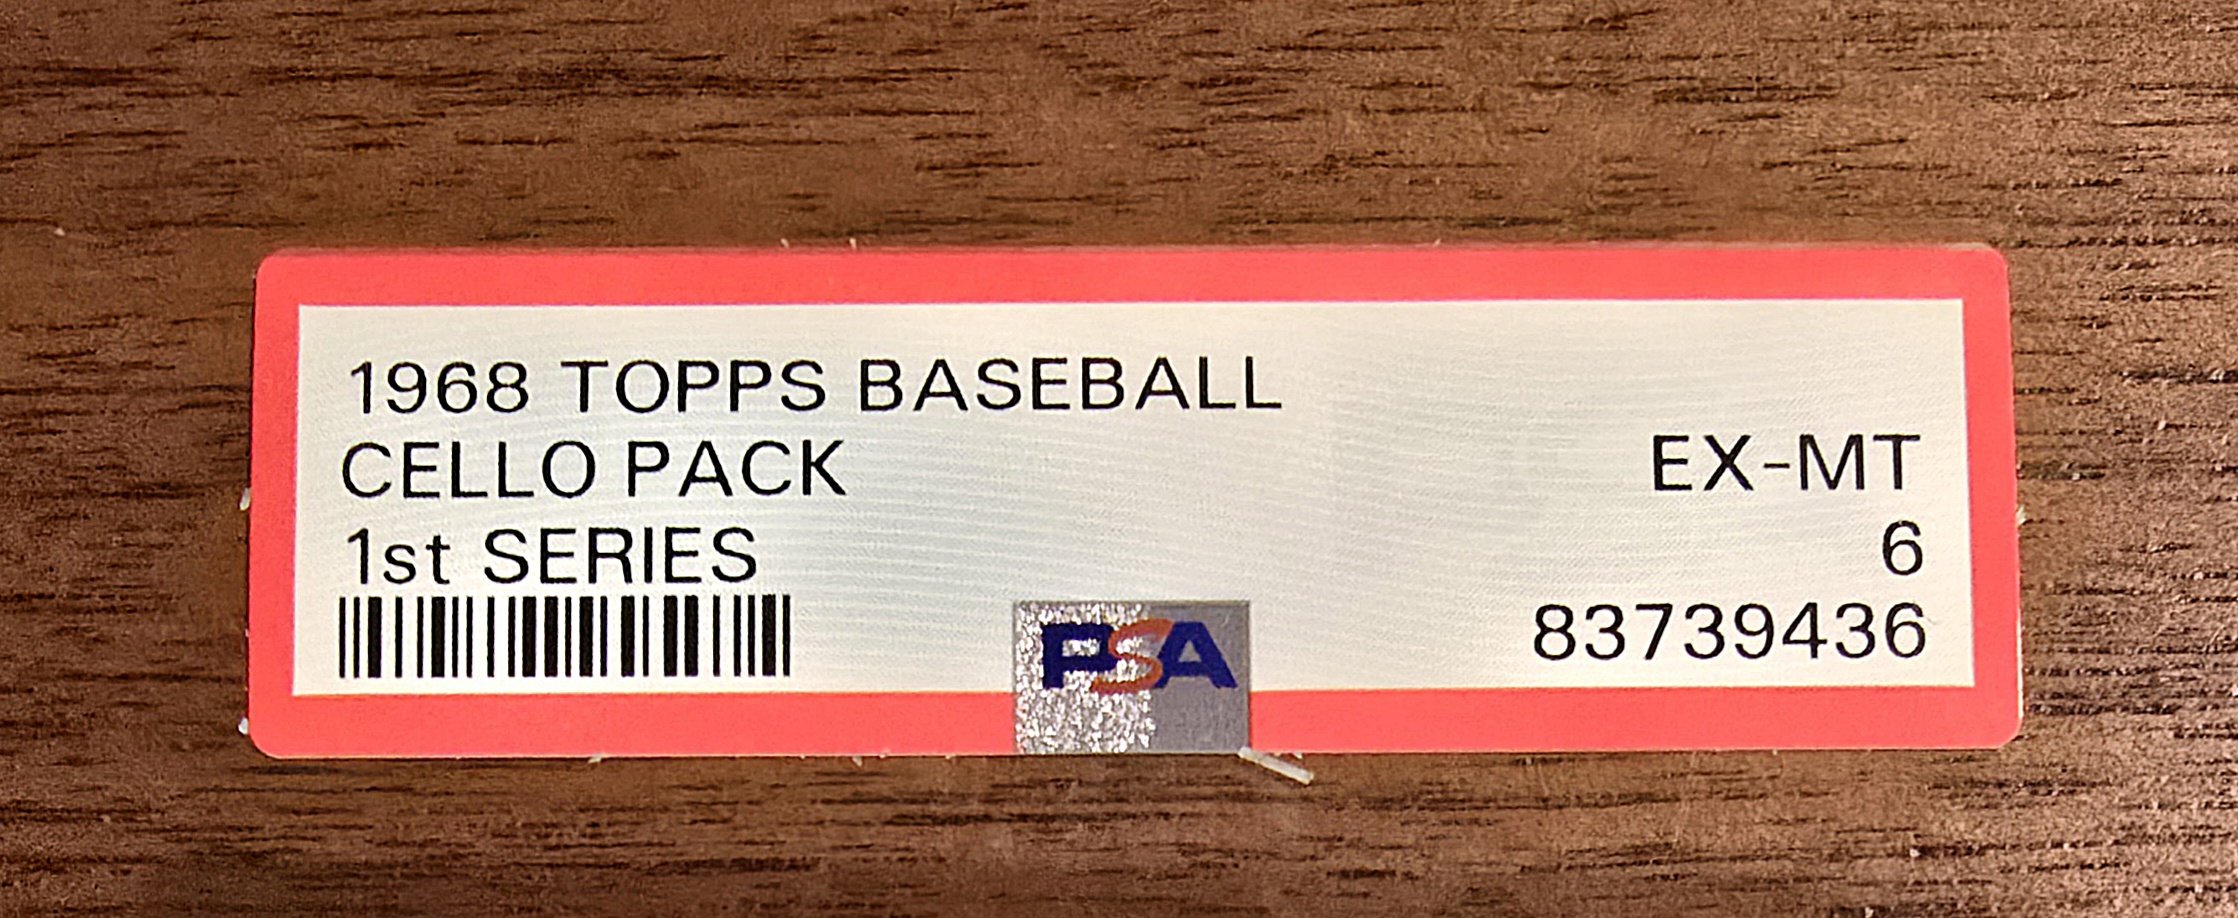 1968 TOPPS BASEBALL
CELLO PACK
EX-MT
1st SERIES
6
83739436
PSA